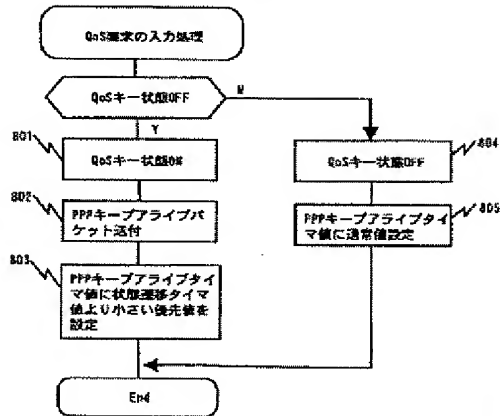 QoS要求の入力処理
QoSキー状態OFF
N
Y
801
QoSキー状態ON
804
QoSキー状態OFF
802
PPPキープアライブパ
ケット送付
805
PPPキープアライブタイ
マ値に通常値設定
803
PPPキープアライブタイ
マ値に状態遷移タイマ
値より小さい優先値を
設定
End